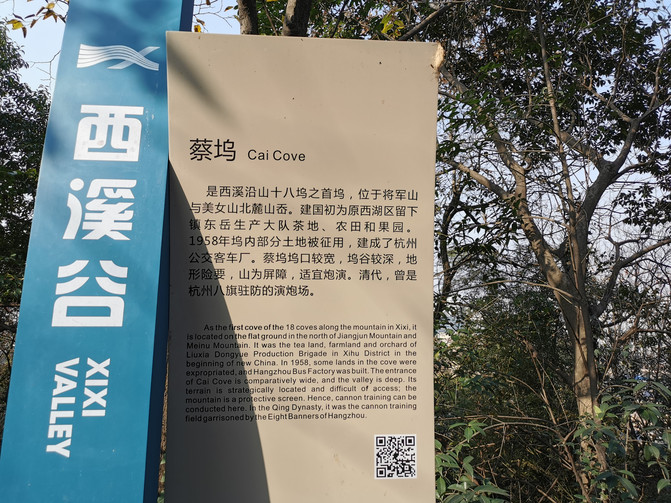 西溪谷
XIXI
VALLEY
蔡坞 Cai Cove
是西溪沿山十八坞之首坞，位于将军山
与美女山北麓山岙。建国初为原西湖区留下
镇东岳生产大队茶地、农田和果园。
1958年坞内部分土地被征用，建成了杭州
公交客车厂。蔡坞坞口较宽，坞谷较深，地
形险要，山为屏障，适宜炮演。清代，曾是
杭州八旗驻防的演炮场。
As the first cove of the 18 coves along the mountain in Xixi, it
is located on the flat ground in the north of Jiangjun Mountain and
Meinu Mountain. It was the tea land, farmland and orchard of
Liuxia Dongyue Production Brigade in Xihu District in the
beginning of new China. In 1958, some lands in the cove were
expropriated, and Hangzhou Bus Factory was built. The entrance
of Cai Cove is comparatively wide, and the valley is deep. Its
terrain is strategically located and difficult of access; the
mountain is a protective screen. Hence, cannon training can be
conducted here. In the Qing Dynasty, it was the cannon training
field garrisoned by the Eight Banners of Hangzhou.